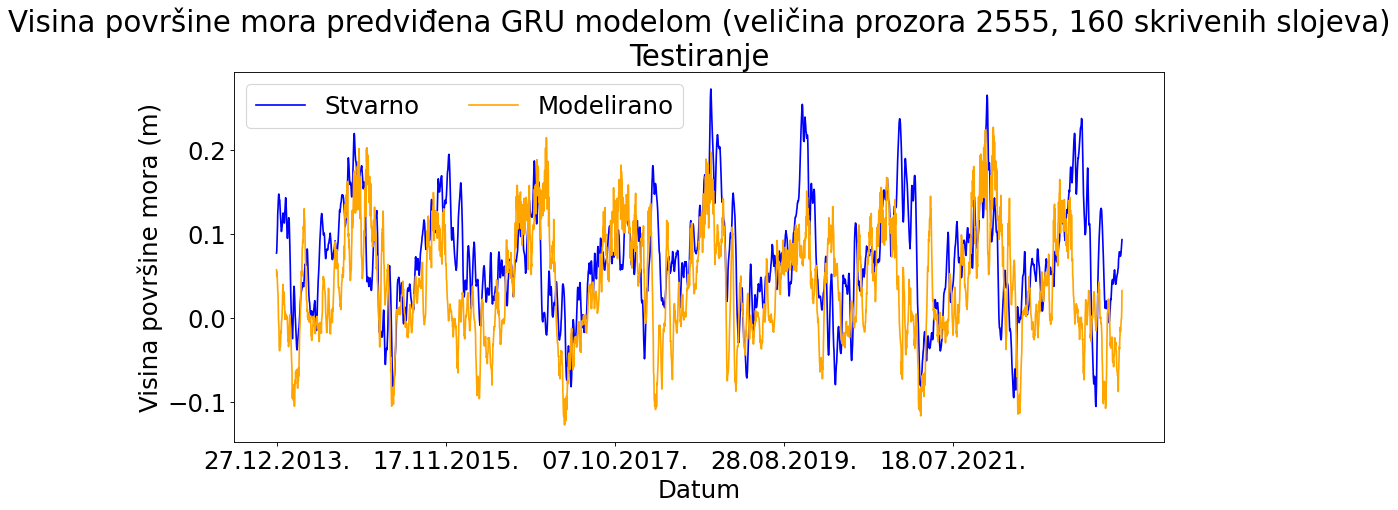 Visina površine mora predviđena GRU modelom (veličina prozora 2555, 160 skrivenih slojeva)
Testiranje
Stvarno
Modelirano
Visina površine mora (m)
0.2
0.1
0.0
−0.1
27.12.2013.
17.11.2015.
07.10.2017.
28.08.2019.
18.07.2021.
Datum